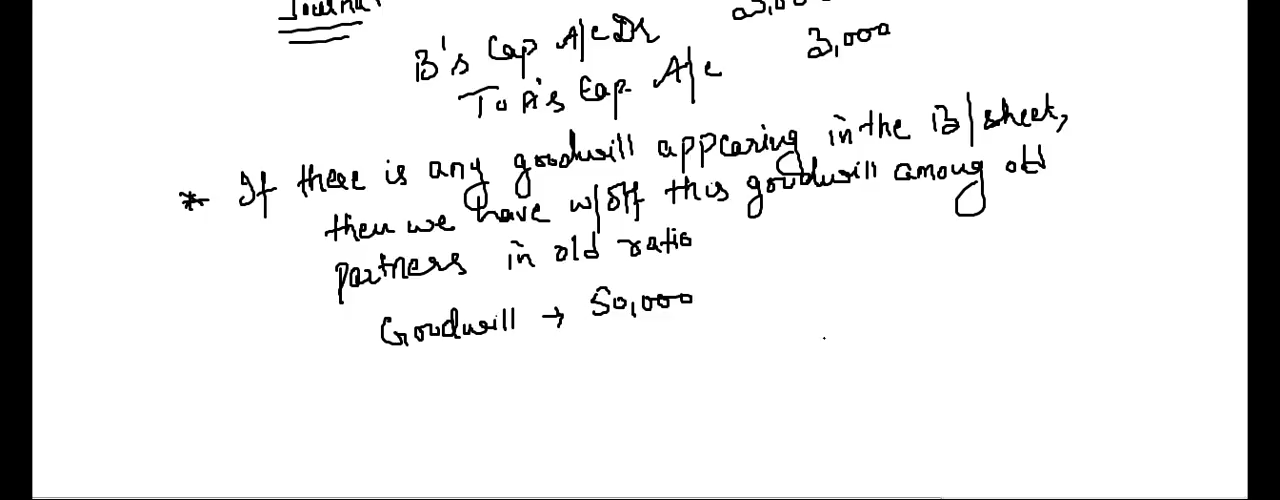 Journal
B's Cap A/c Dr
To A's Cap A/c 3,000
* If there is any goodwill appearing in the B/sheet,
then we have w/off this goodwill among old
partners in old ratio
Goodwill → 50,000